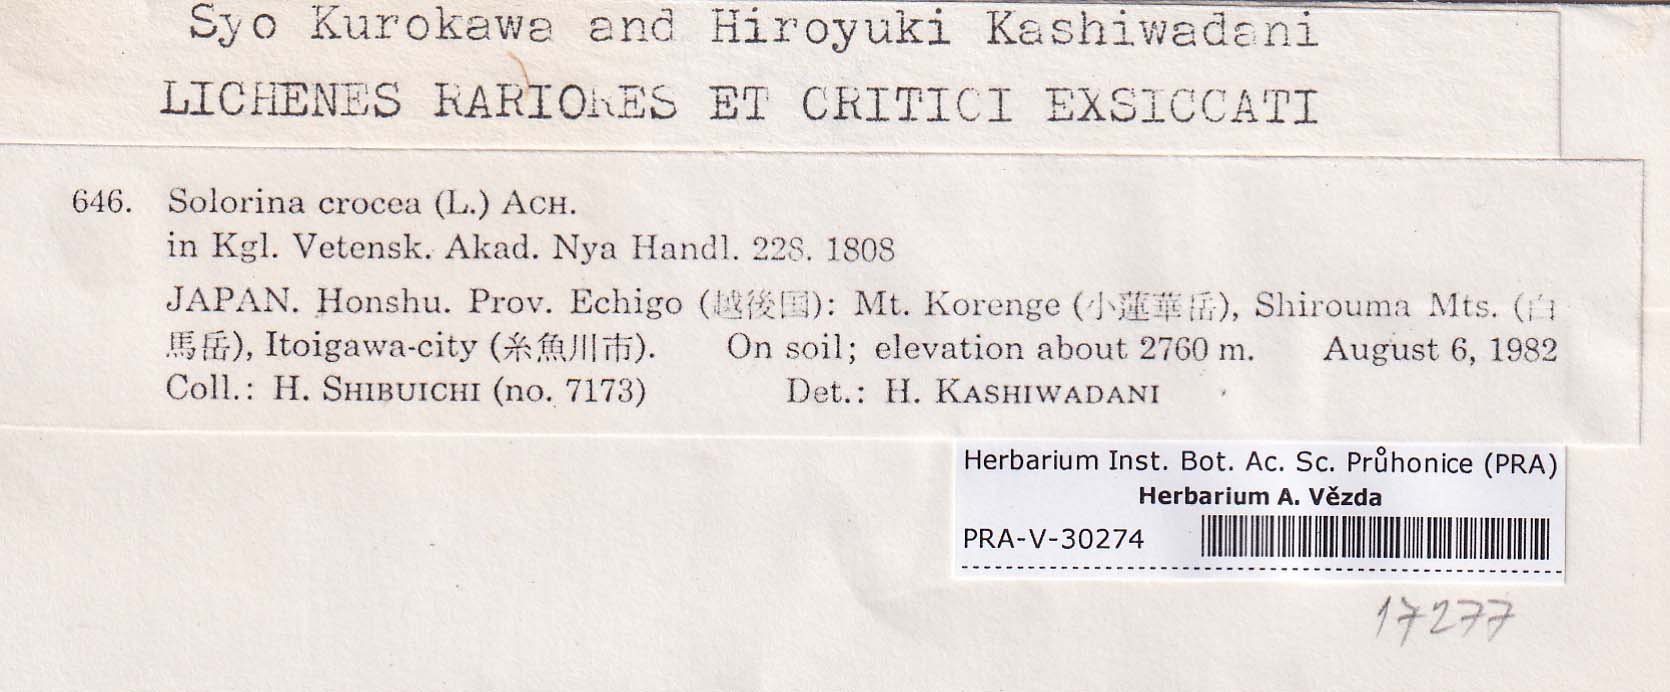 Syo Kurokawa and Hiroyuki Kashiwadani
LICHENES RARIORES ET CRITICI EXSICCATI
646. Solorina crocea (L.) ACH.
in Kgl. Vetensk. Akad. Nya Handl. 228. 1808
JAPAN. Honshu. Prov. Echigo (越後国): Mt. Korenge (小蓮華岳), Shirouma Mts. (白
馬岳), Itoigawa-city (糸魚川市). On soil; elevation about 2760 m. August 6, 1982
Coll.: H. SHIBUICHI (no. 7173) Det.: H. KASHIWADANI
Herbarium Inst. Bot. Ac. Sc. Průhonice (PRA)
Herbarium A. Vězda
PRA-V-30274
17277